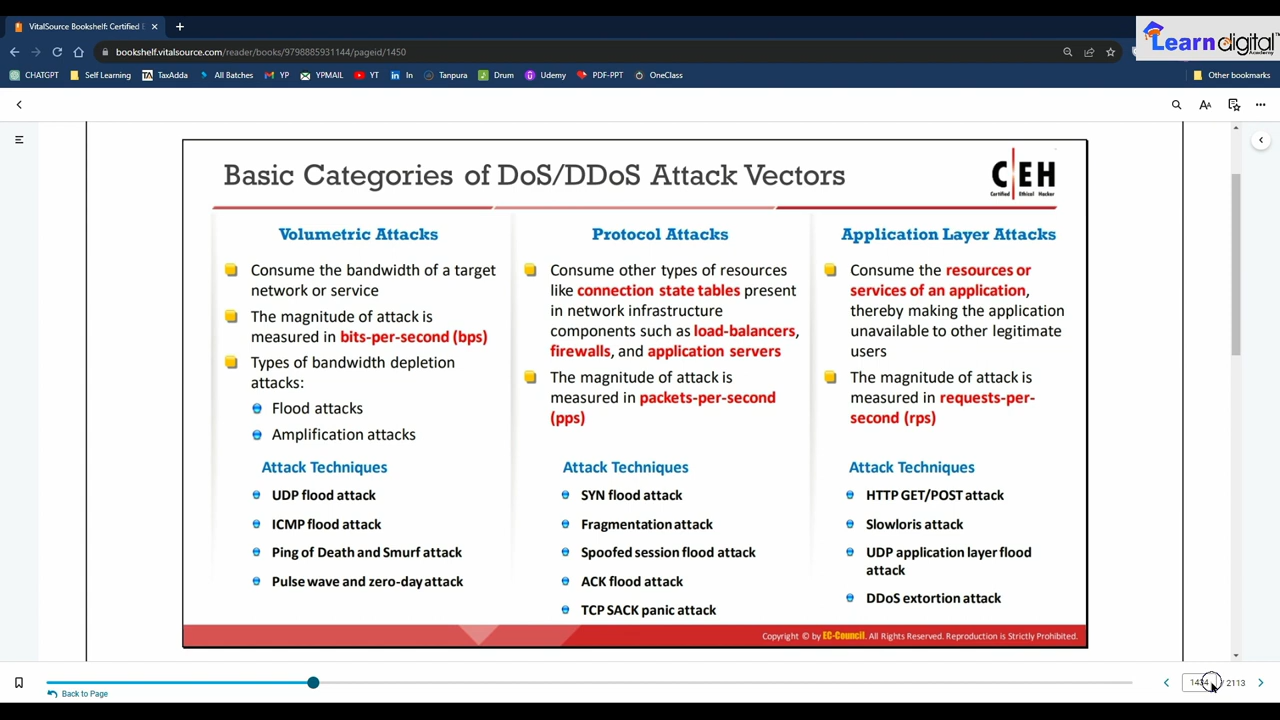 VitalSource Bookshelf: Certified E
bookshelf.vitalsource.com/reader/books/9798885931144/pageid/1450
Learn digital
Academy
CHATGPT Self Learning TaxAdda All Batches YP YPMAIL YT In Tanpura Drum Udemy PDF-PPT OneClass Other bookmarks
Basic Categories of DoS/DDoS Attack Vectors
C EH
Certified Ethical Hacker
Volumetric Attacks
Consume the bandwidth of a target
network or service
The magnitude of attack is
measured in bits-per-second (bps)
Types of bandwidth depletion
attacks:
Flood attacks
Amplification attacks
Attack Techniques
UDP flood attack
ICMP flood attack
Ping of Death and Smurf attack
Pulse wave and zero-day attack
Protocol Attacks
Consume other types of resources
like connection state tables present
in network infrastructure
components such as load-balancers,
firewalls, and application servers
The magnitude of attack is
measured in packets-per-second
(pps)
Attack Techniques
SYN flood attack
Fragmentation attack
Spoofed session flood attack
ACK flood attack
TCP SACK panic attack
Application Layer Attacks
Consume the resources or
services of an application,
thereby making the application
unavailable to other legitimate
users
The magnitude of attack is
measured in requests-per-
second (rps)
Attack Techniques
HTTP GET/POST attack
Slowloris attack
UDP application layer flood
attack
DDoS extortion attack
Copyright © by EC-Council. All Rights Reserved. Reproduction is Strictly Prohibited.
Back to Page
/ 2113